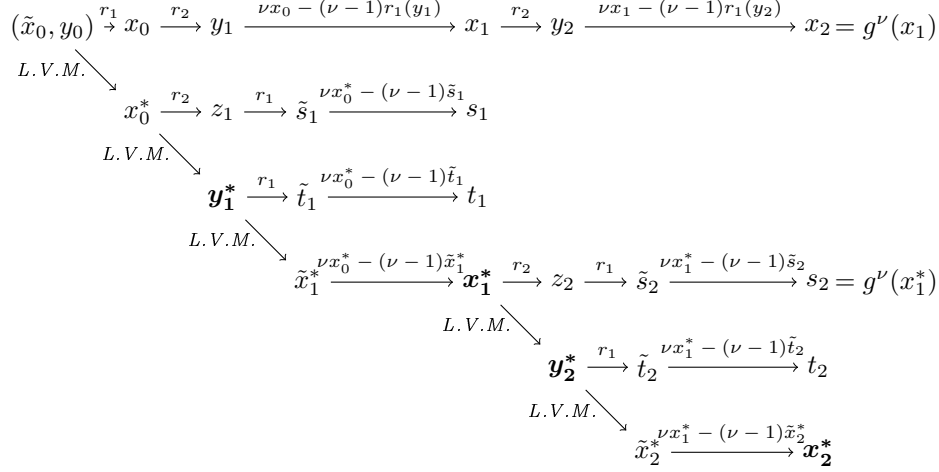 νx₀ − (ν − 1)r₁(y₁) νx₁ − (ν − 1)r₁(y₂)
(x̃₀, y₀) →^{r₁} x₀ →^{r₂} y₁ → x₁ →^{r₂} y₂ → x₂ = g^ν(x₁)
L.V.M.
νx₀* − (ν − 1)s̃₁
x₀* →^{r₂} z₁ →^{r₁} s̃₁ → s₁
L.V.M.
νx₀* − (ν − 1)t̃₁
y₁* →^{r₁} t̃₁ → t₁
L.V.M.
νx₀* − (ν − 1)x̃₁* νx₁* − (ν − 1)s̃₂
x̃₁* → x₁* →^{r₂} z₂ →^{r₁} s̃₂ → s₂ = g^ν(x₁*)
L.V.M.
νx₁* − (ν − 1)t̃₂
y₂* →^{r₁} t̃₂ → t₂
L.V.M.
νx₁* − (ν − 1)x̃₂*
x̃₂* → x₂*